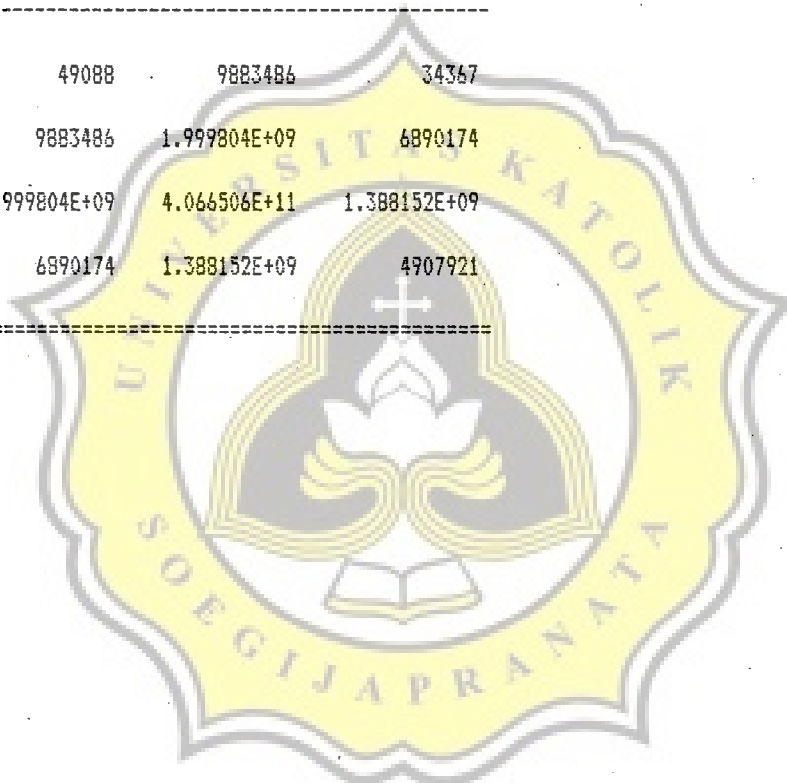 --------------------------------------------------
49088 . 9883486 . 34367
9883486 1.999804E+09 6890174
999804E+09 4.066506E+11 1.388152E+09
6890174 1.388152E+09 4907921
==================================================
UNIVERSITAS KATOLIK
SOEGIJAPRANATA